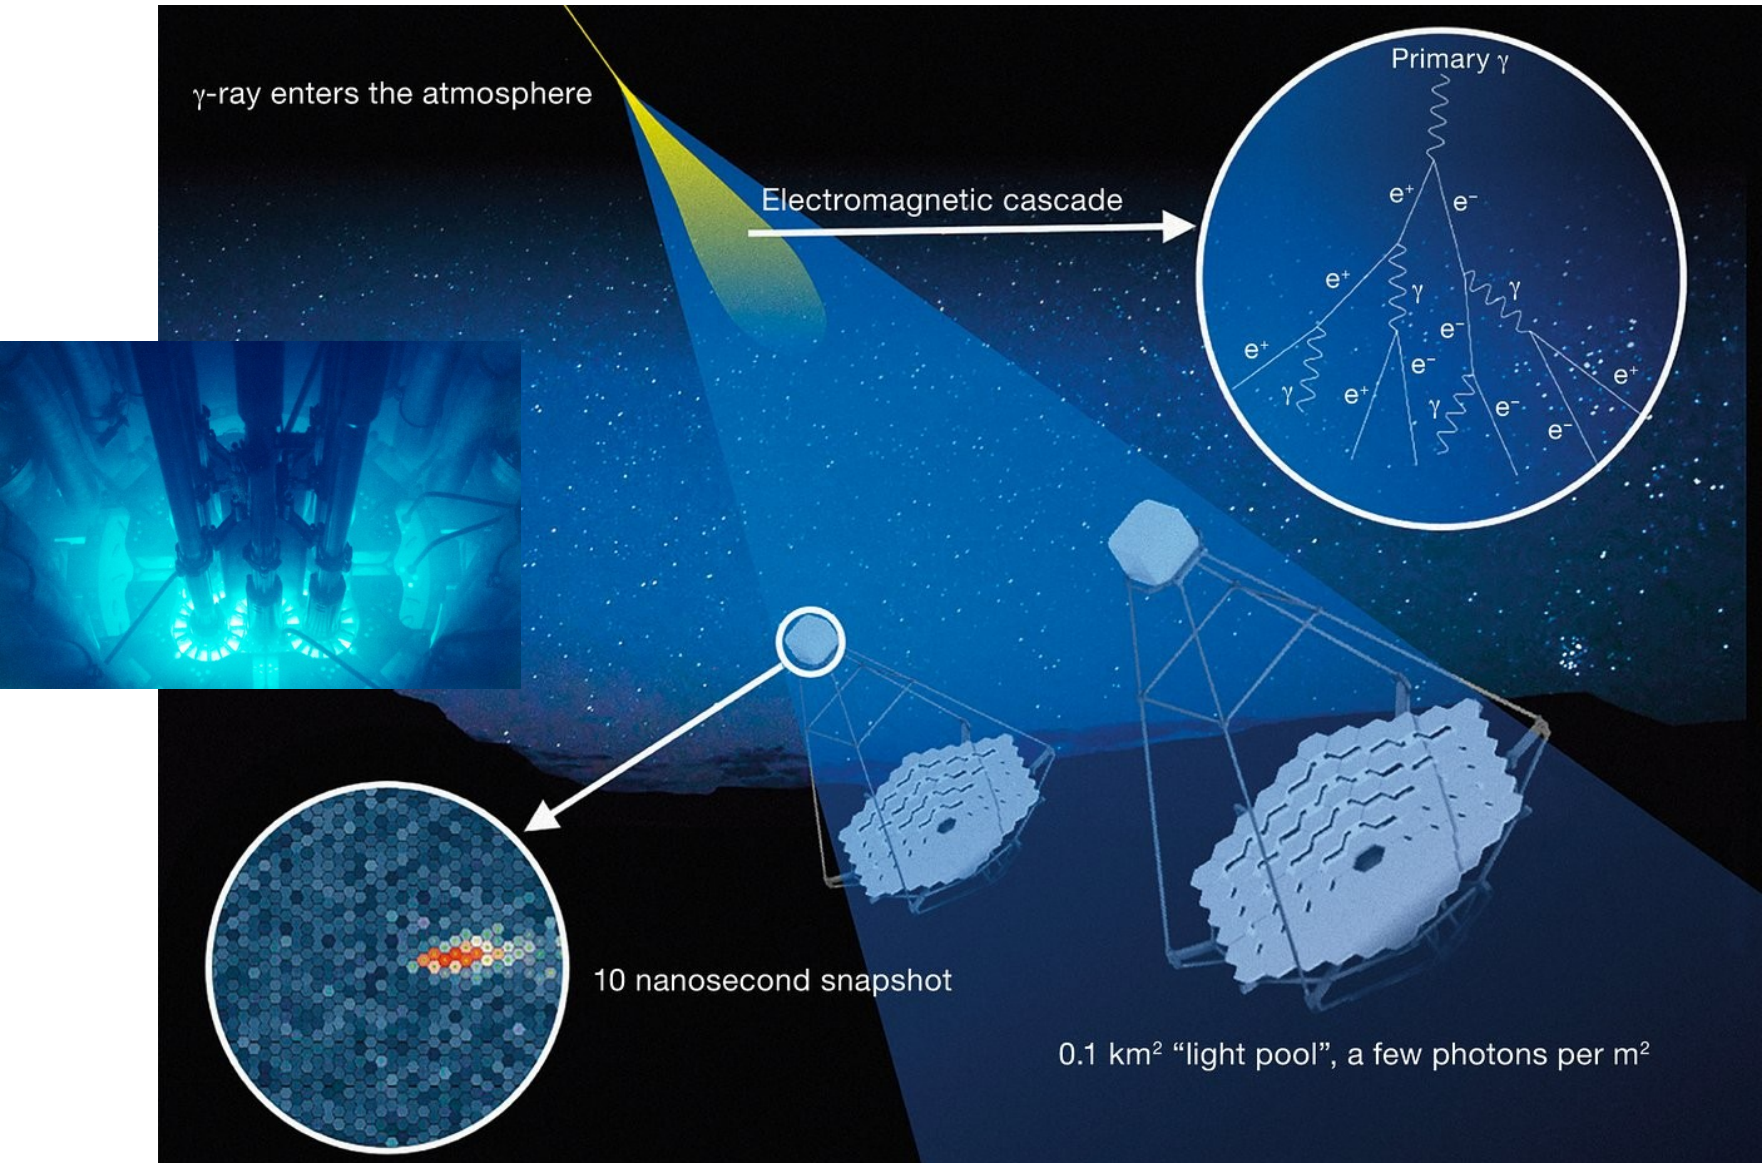 γ-ray enters the atmosphere
Electromagnetic cascade
Primary γ
e⁺
e⁻
e⁺
γ
γ
e⁻
e⁺
e⁻
e⁺
γ
e⁺
γ
e⁻
e⁻
10 nanosecond snapshot
0.1 km² “light pool”, a few photons per m²